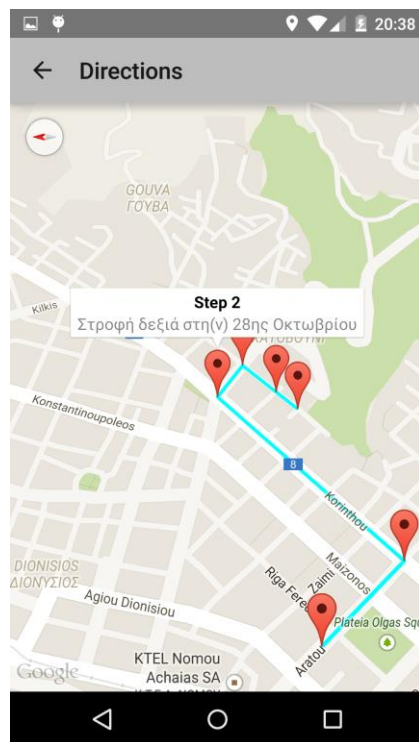 20:38
Directions
GOUVA
ΓΟΥΒΑ
Kilkis
Step 2
Στροφή δεξιά στη(ν) 28ης Οκτωβρίου
Konstantinoupoleos
8
Korinthou
Maizonos
Zaimi
Riga Fere
DIONISIOS
ΔΙΟΝΥΣΙΟΣ
Agiou Dionisiou
Plateia Olgas Squ
Aratou
KTEL Nomou
Achaias SA
Google